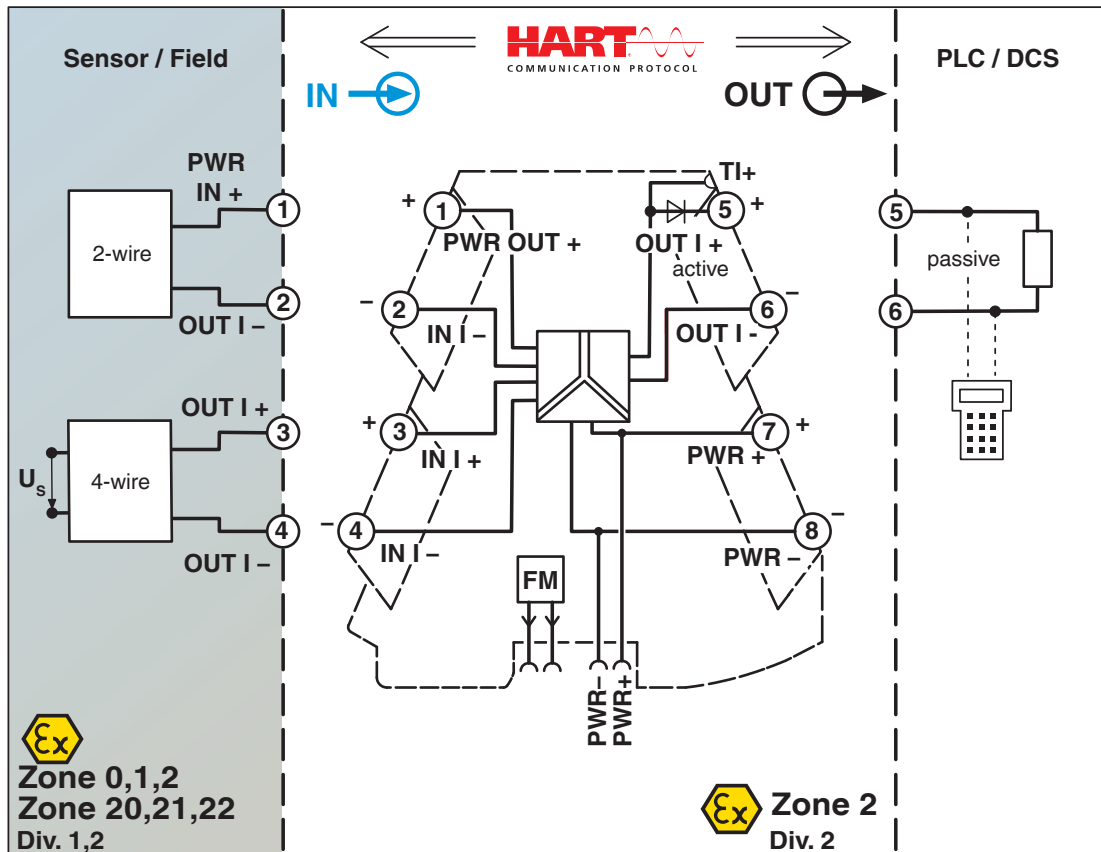 Sensor / Field
HART
COMMUNICATION PROTOCOL
PLC / DCS
IN
OUT
PWR
IN +
1
2-wire
2
OUT I –
OUT I +
3
U S
4-wire
4
OUT I –
+
1
PWR OUT +
–
2
IN I –
+
3
IN I +
–
4
IN I –
TI+
5
+
OUT I +
active
–
6
OUT I -
7
+
PWR +
–
8
PWR –
FM
PWR–
PWR+
5
passive
6
Ex
Zone 0,1,2
Zone 20,21,22
Div. 1,2
Ex
Zone 2
Div. 2